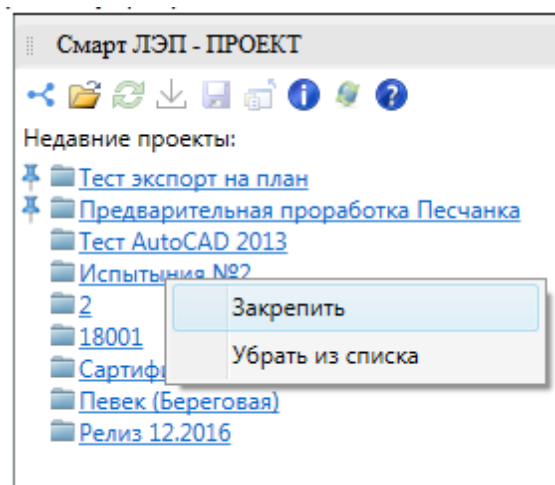 Смарт ЛЭП - ПРОЕКТ
Недавние проекты:
Тест экспорт на план
Предварительная проработка Песчанка
Тест AutoCAD 2013
Испытыния №2
2
Закрепить
18001
Убрать из списка
Певек (Береговая)
Релиз 12.2016